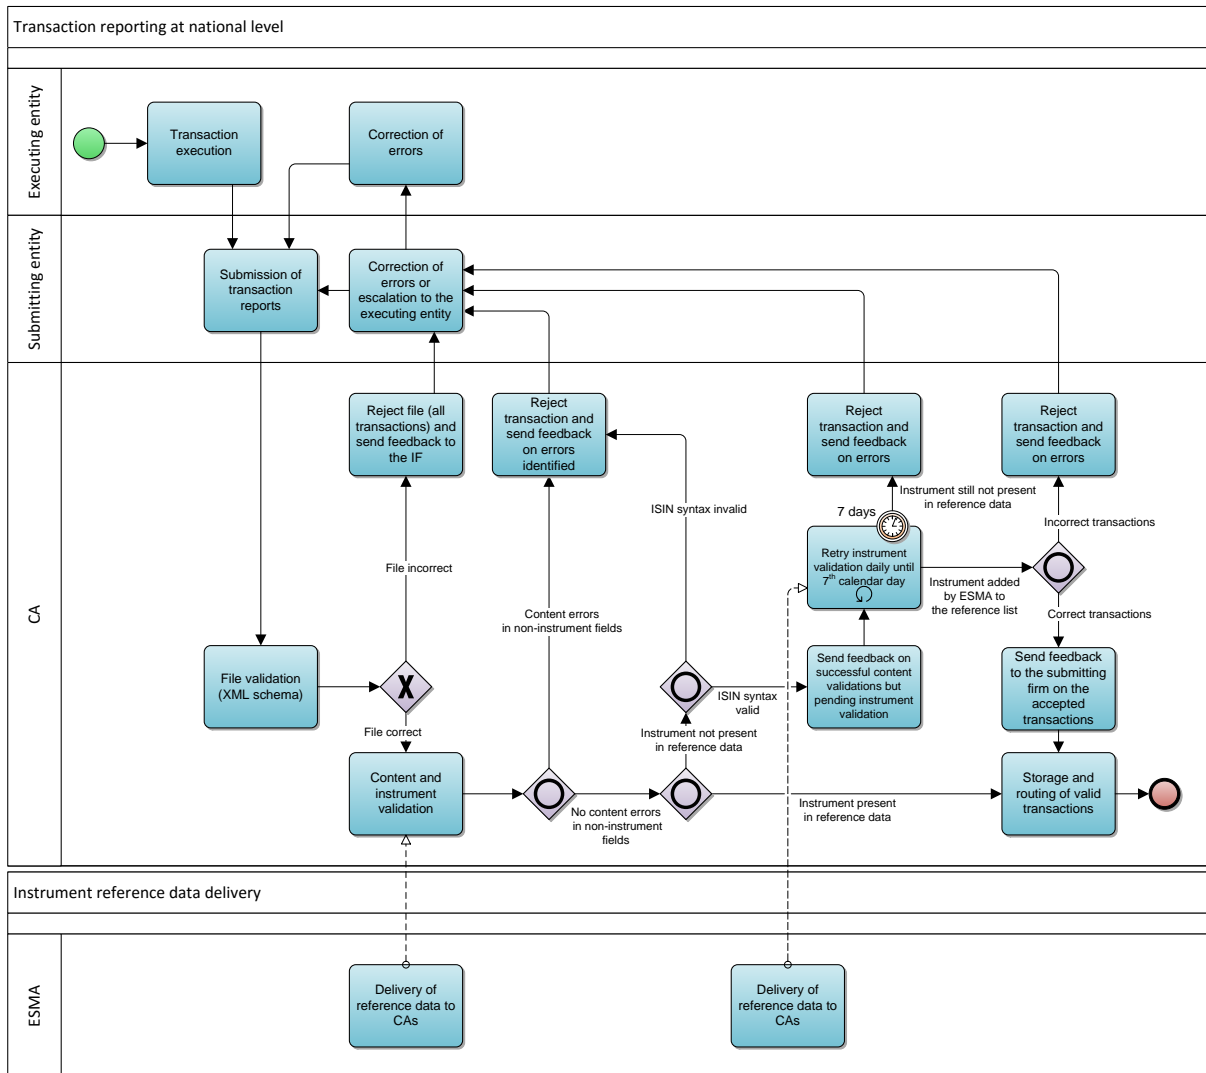 Transaction reporting at national level
Executing entity
Transaction
execution
Correction of
errors
Submitting entity
Submission of
transaction
reports
Correction of
errors or
escalation to the
executing entity
CA
Reject file (all
transactions) and
send feedback to
the IF
Reject
transaction and
send feedback
on errors
identified
Reject
transaction and
send feedback
on errors
Reject
transaction and
send feedback
on errors
Instrument still not present
in reference data
7 days
ISIN syntax invalid
Incorrect transactions
File incorrect
Retry instrument
validation daily until
7th calendar day
Instrument added
by ESMA to
the reference list
Content errors
in non-instrument
fields
Correct transactions
File validation
(XML schema)
X
Send feedback on
successful content
validations but
pending instrument
validation
Send feedback
to the submitting
firm on the
accepted
transactions
ISIN syntax
valid
File correct
Instrument not present
in reference data
Content and
instrument
validation
No content errors
in non-instrument
fields
Instrument present
in reference data
Storage and
routing of valid
transactions
Instrument reference data delivery
ESMA
Delivery of
reference data to
CAs
Delivery of
reference data to
CAs